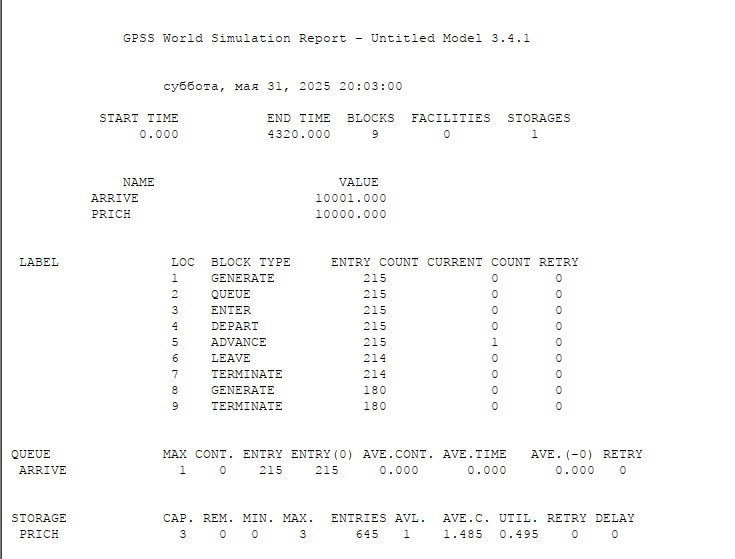 GPSS World Simulation Report - Untitled Model 3.4.1
суббота, мая 31, 2025 20:03:00
START TIME END TIME BLOCKS FACILITIES STORAGES
0.000 4320.000 9 0 1
NAME VALUE
ARRIVE 10001.000
PRICH 10000.000
LABEL LOC BLOCK TYPE ENTRY COUNT CURRENT COUNT RETRY
1 GENERATE 215 0 0
2 QUEUE 215 0 0
3 ENTER 215 0 0
4 DEPART 215 0 0
5 ADVANCE 215 1 0
6 LEAVE 214 0 0
7 TERMINATE 214 0 0
8 GENERATE 180 0 0
9 TERMINATE 180 0 0
QUEUE MAX CONT. ENTRY ENTRY(0) AVE.CONT. AVE.TIME AVE.(-0) RETRY
ARRIVE 1 0 215 215 0.000 0.000 0.000 0
STORAGE CAP. REM. MIN. MAX. ENTRIES AVL. AVE.C. UTIL. RETRY DELAY
PRICH 3 0 0 3 645 1 1.485 0.495 0 0